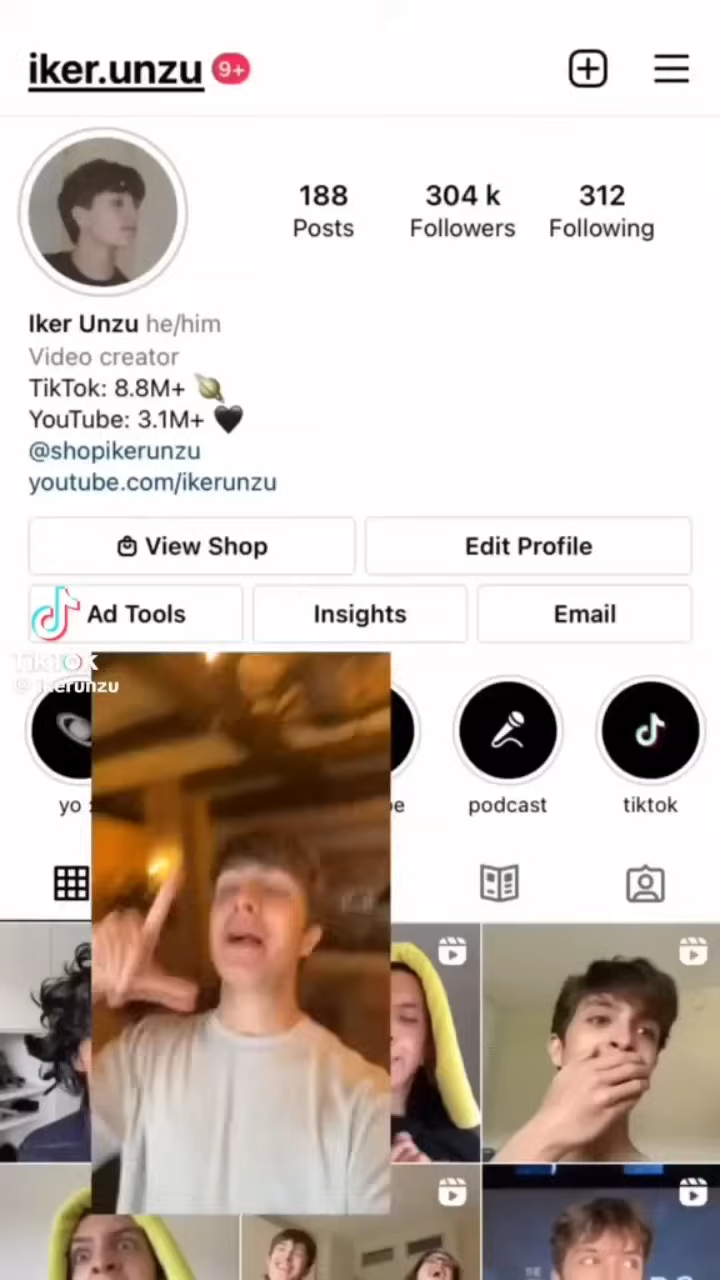 iker.unzu 9+
188 304 k 312
Posts Followers Following
Iker Unzu he/him
Video creator
TikTok: 8.8M+
YouTube: 3.1M+
@shopikerunzu
youtube.com/ikerunzu
View Shop Edit Profile
Ad Tools Insights Email
TikTok
@ikerunzu
yo podcast tiktok